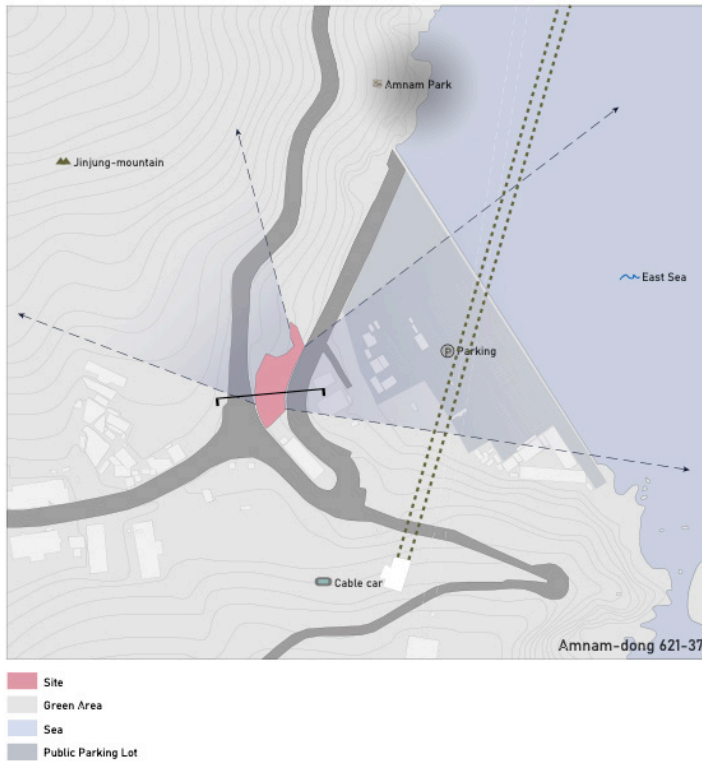 Amnam Park
Jinjung-mountain
East Sea
P Parking
Cable car
Amnam-dong 621-37
Site
Green Area
Sea
Public Parking Lot